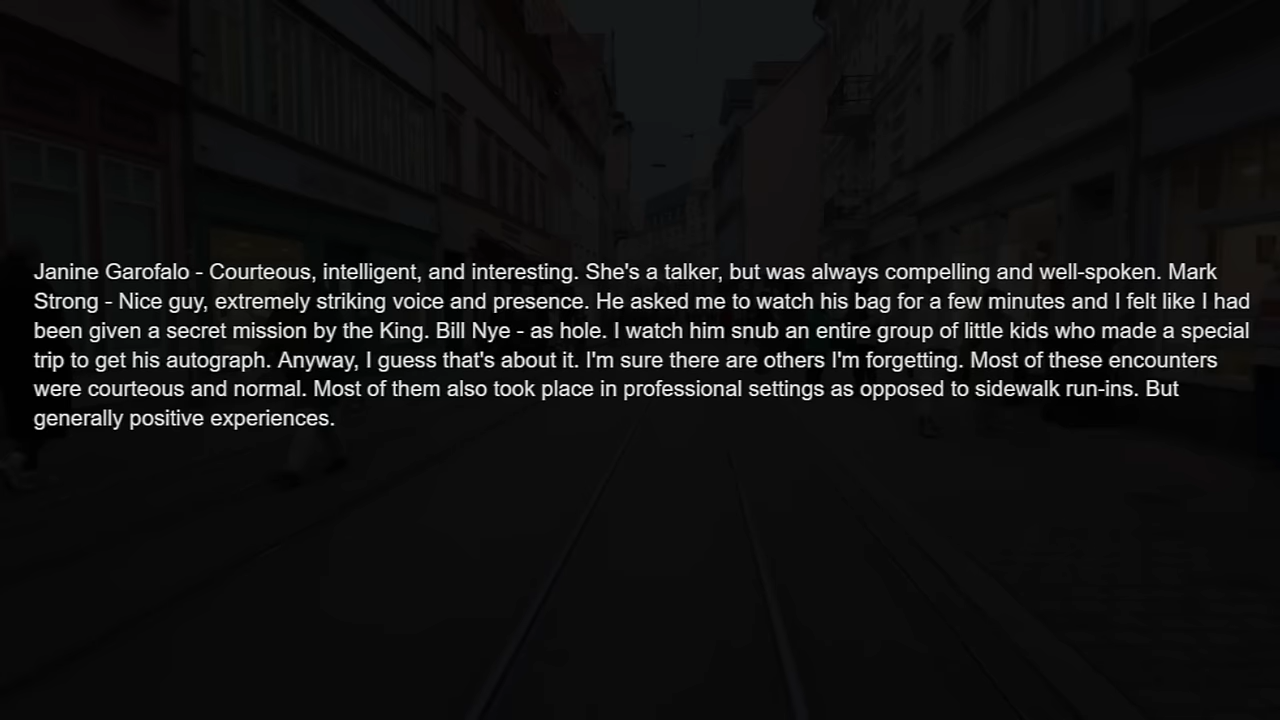 Janine Garofalo - Courteous, intelligent, and interesting. She's a talker, but was always compelling and well-spoken. Mark
Strong - Nice guy, extremely striking voice and presence. He asked me to watch his bag for a few minutes and I felt like I had
been given a secret mission by the King. Bill Nye - as hole. I watch him snub an entire group of little kids who made a special
trip to get his autograph. Anyway, I guess that's about it. I'm sure there are others I'm forgetting. Most of these encounters
were courteous and normal. Most of them also took place in professional settings as opposed to sidewalk run-ins. But
generally positive experiences.